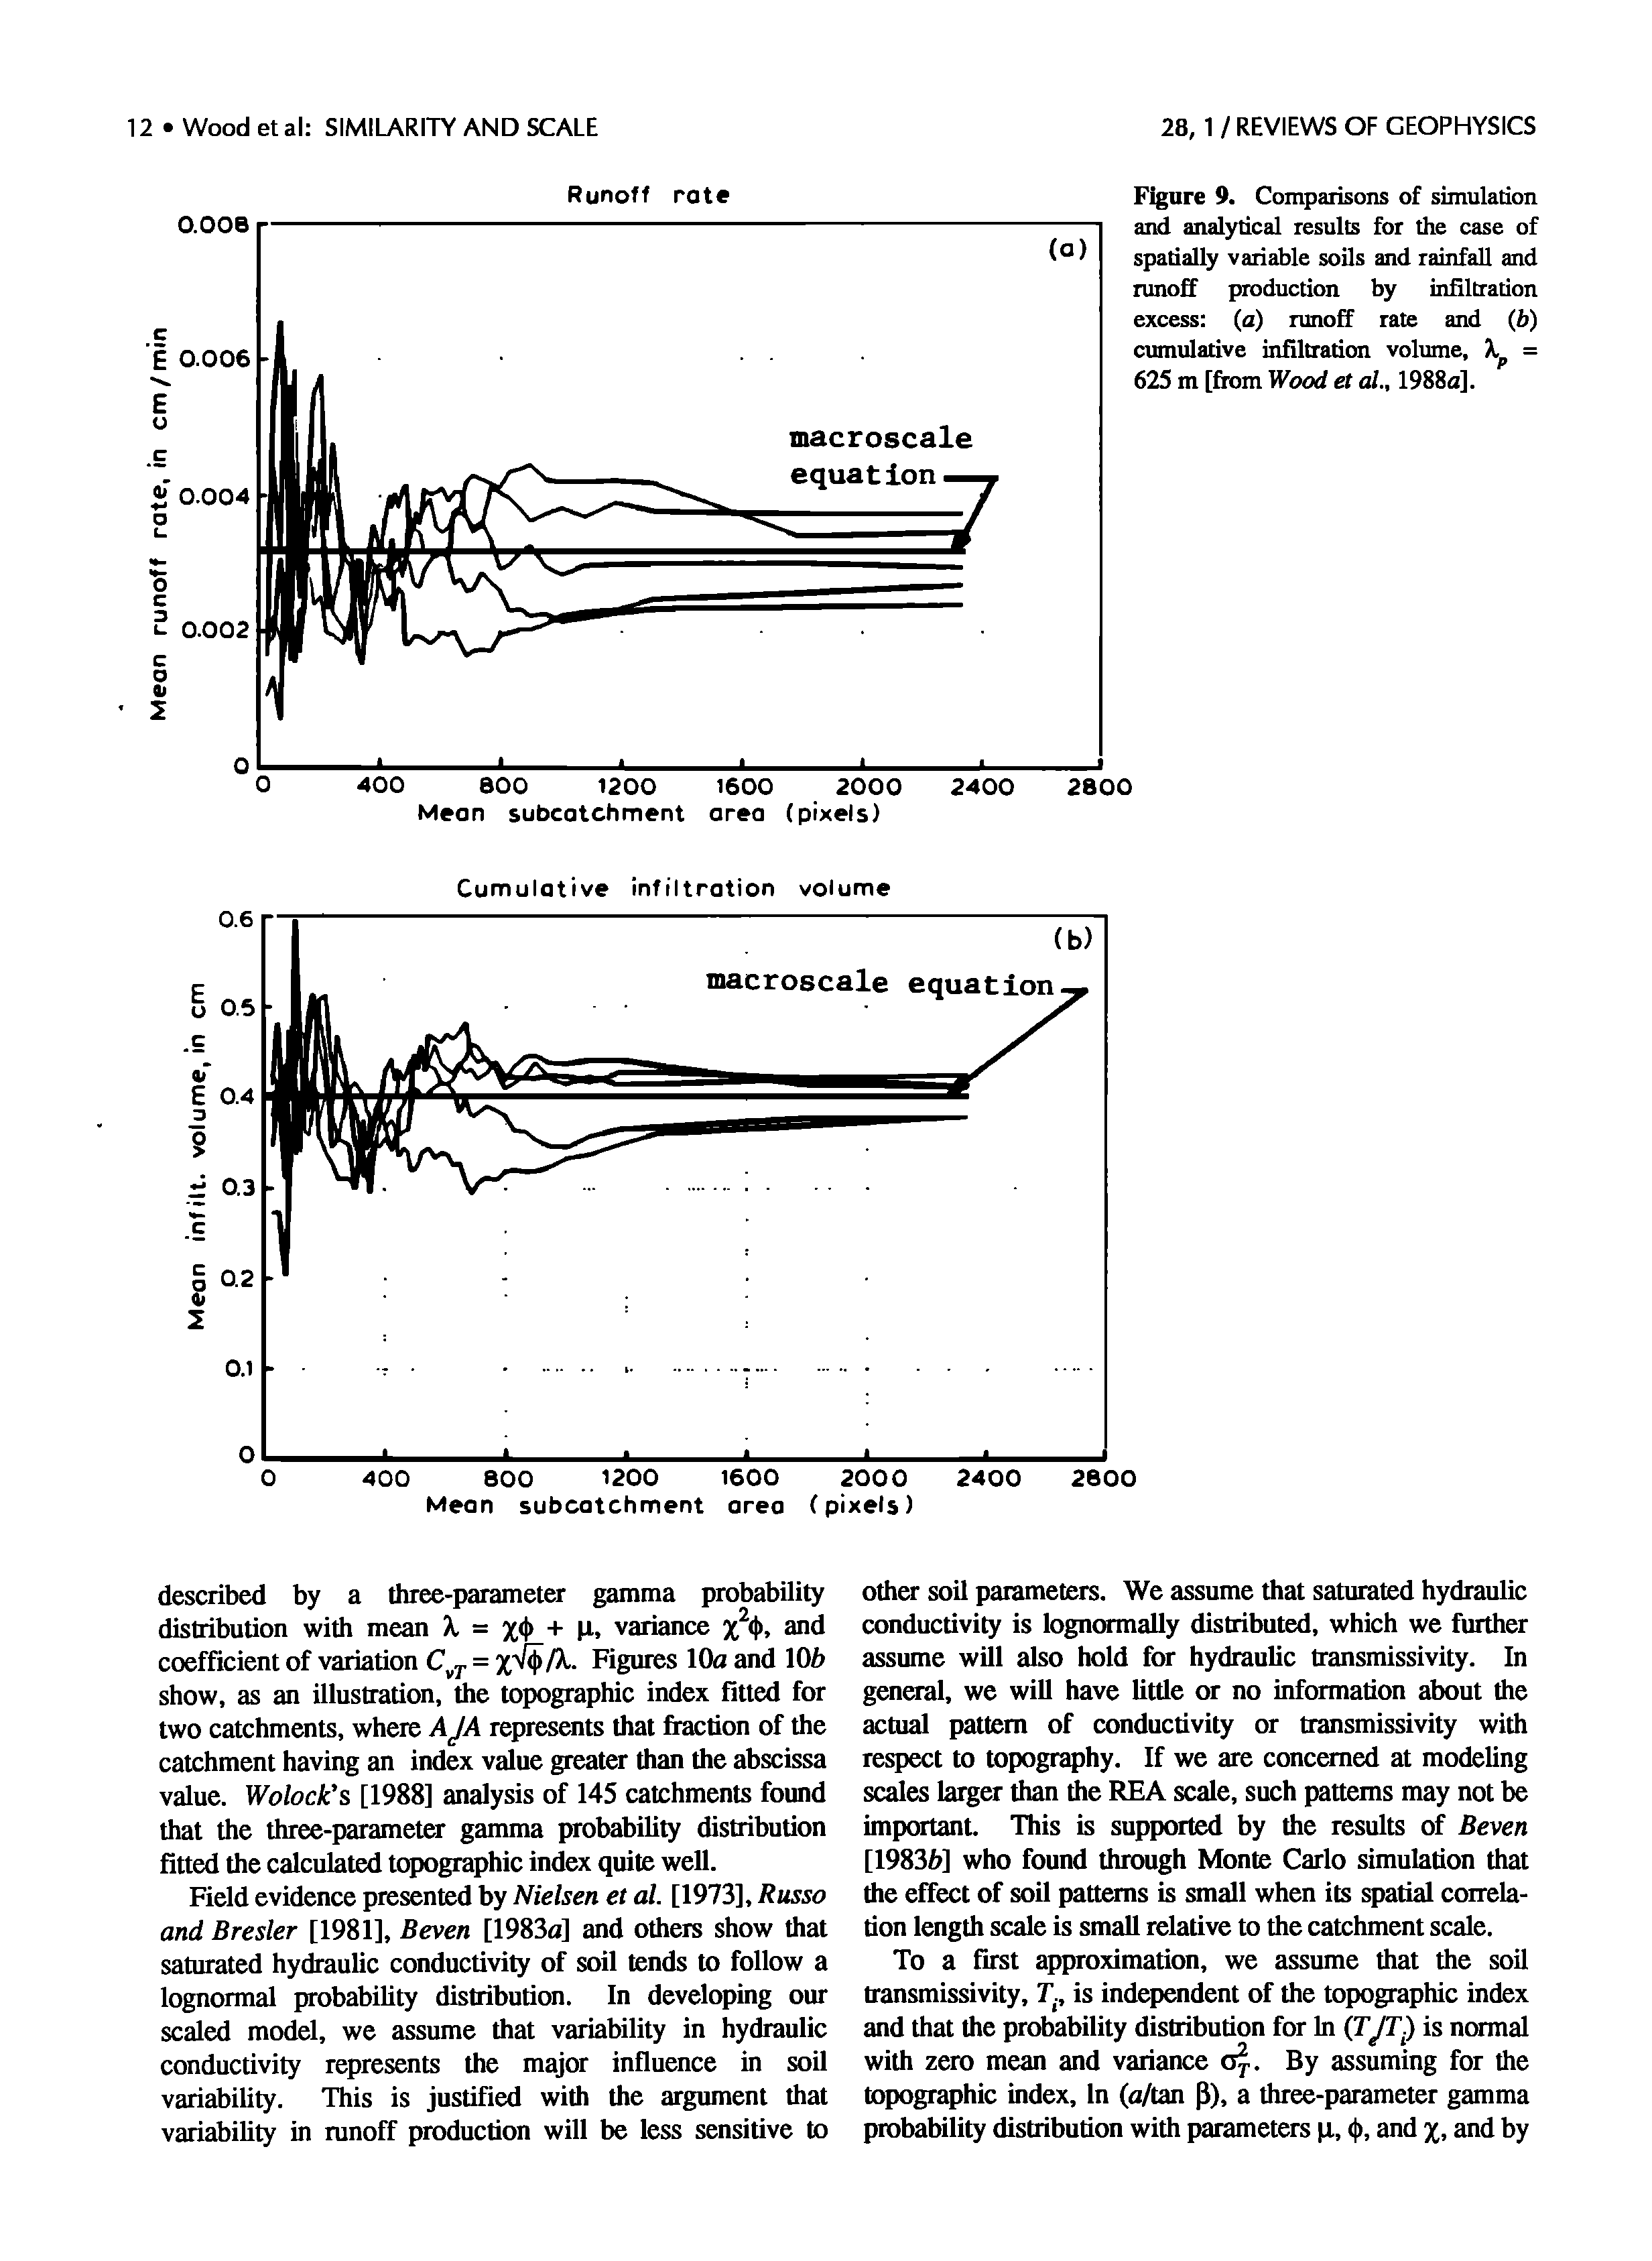 12 • Wood et al: SIMILARITY AND SCALE
28, 1 / REVIEWS OF GEOPHYSICS
Runoff rate
(a)
0.008
0.006
0.004
0.002
0
Mean runoff rate, in cm/min
macroscale
equation
0 400 800 1200 1600 2000 2400 2800
Mean subcatchment area (pixels)
Figure 9. Comparisons of simulation
and analytical results for the case of
spatially variable soils and rainfall and
runoff production by infiltration
excess: (a) runoff rate and (b)
cumulative infiltration volume, λp =
625 m [from Wood et al., 1988a].
Cumulative infiltration volume
(b)
macroscale equation
0.6
0.5
0.4
0.3
0.2
0.1
0
Mean infilt. volume, in cm
0 400 800 1200 1600 2000 2400 2800
Mean subcatchment area (pixels)
described by a three-parameter gamma probability
distribution with mean λ = χϕ + μ, variance χ²ϕ, and
coefficient of variation CvT = χ√ϕ/λ. Figures 10a and 10b
show, as an illustration, the topographic index fitted for
two catchments, where Ac/A represents that fraction of the
catchment having an index value greater than the abscissa
value. Wolock's [1988] analysis of 145 catchments found
that the three-parameter gamma probability distribution
fitted the calculated topographic index quite well.
Field evidence presented by Nielsen et al. [1973], Russo
and Bresler [1981], Beven [1983a] and others show that
saturated hydraulic conductivity of soil tends to follow a
lognormal probability distribution. In developing our
scaled model, we assume that variability in hydraulic
conductivity represents the major influence in soil
variability. This is justified with the argument that
variability in runoff production will be less sensitive to
other soil parameters. We assume that saturated hydraulic
conductivity is lognormally distributed, which we further
assume will also hold for hydraulic transmissivity. In
general, we will have little or no information about the
actual pattern of conductivity or transmissivity with
respect to topography. If we are concerned at modeling
scales larger than the REA scale, such patterns may not be
important. This is supported by the results of Beven
[1983b] who found through Monte Carlo simulation that
the effect of soil patterns is small when its spatial correla-
tion length scale is small relative to the catchment scale.
To a first approximation, we assume that the soil
transmissivity, Ti, is independent of the topographic index
and that the probability distribution for ln (Te/Ti) is normal
with zero mean and variance σ²T. By assuming for the
topographic index, ln (a/tan β), a three-parameter gamma
probability distribution with parameters μ, ϕ, and χ, and by